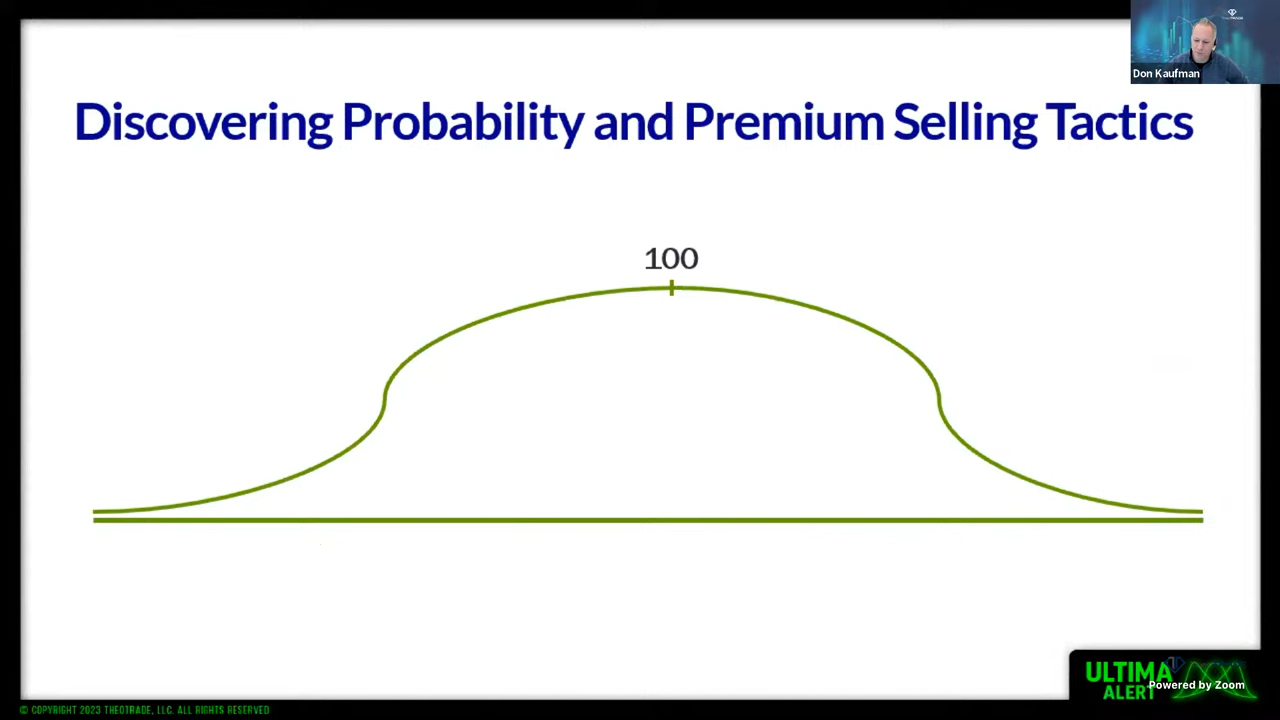 Don Kaufman
Discovering Probability and Premium Selling Tactics
100
ULTIMA
ALERT
Powered by Zoom
© COPYRIGHT 2023 THEOTRADE, LLC. ALL RIGHTS RESERVED